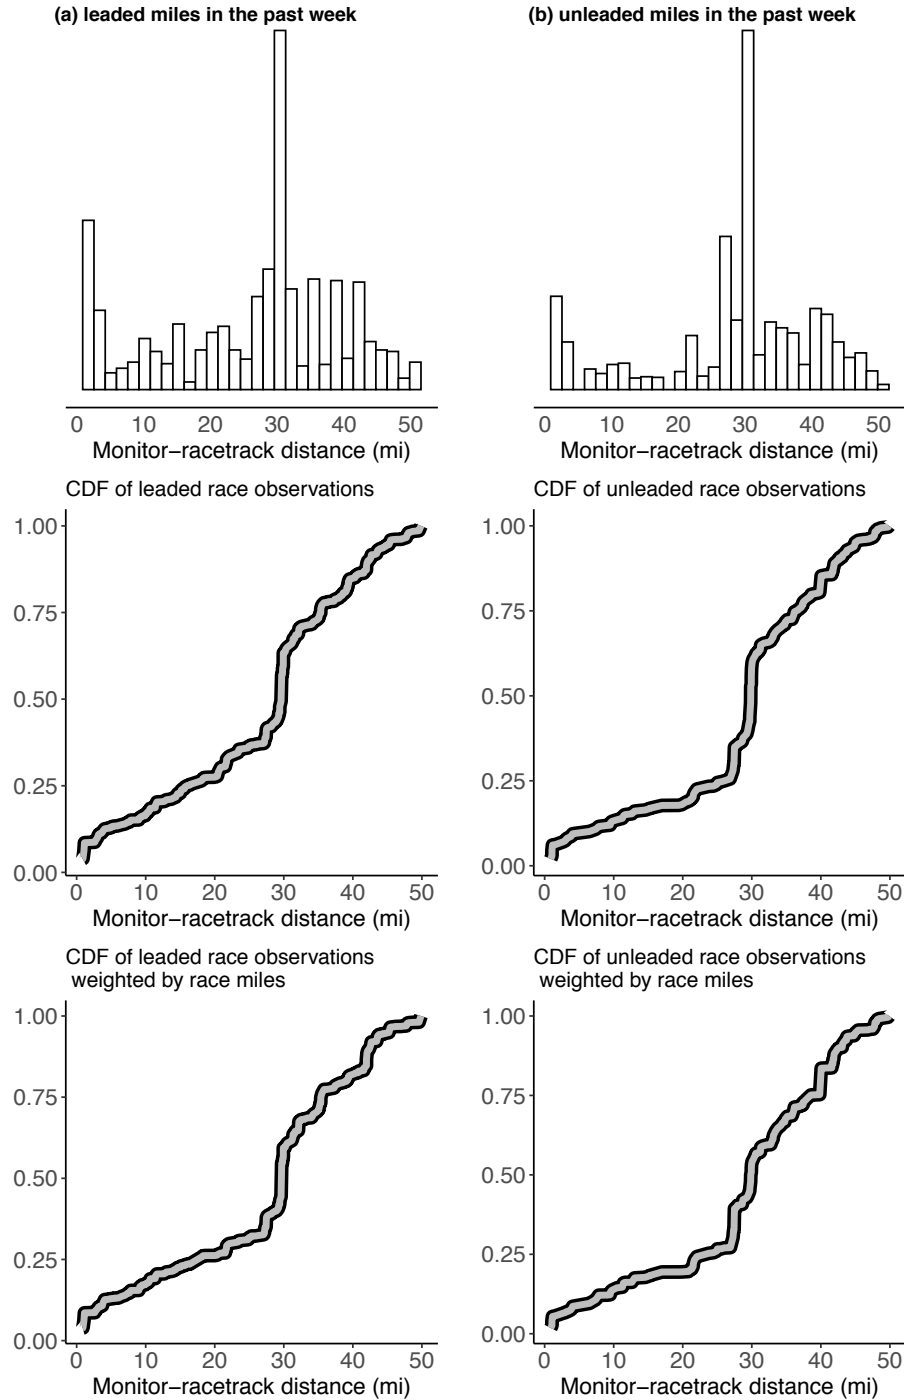 (a) leaded miles in the past week
(b) unleaded miles in the past week
0 10 20 30 40 50
Monitor−racetrack distance (mi)
0 10 20 30 40 50
Monitor−racetrack distance (mi)
CDF of leaded race observations
1.00
0.75
0.50
0.25
0.00
0 10 20 30 40 50
Monitor−racetrack distance (mi)
CDF of unleaded race observations
1.00
0.75
0.50
0.25
0.00
0 10 20 30 40 50
Monitor−racetrack distance (mi)
CDF of leaded race observations
weighted by race miles
1.00
0.75
0.50
0.25
0.00
0 10 20 30 40 50
Monitor−racetrack distance (mi)
CDF of unleaded race observations
weighted by race miles
1.00
0.75
0.50
0.25
0.00
0 10 20 30 40 50
Monitor−racetrack distance (mi)